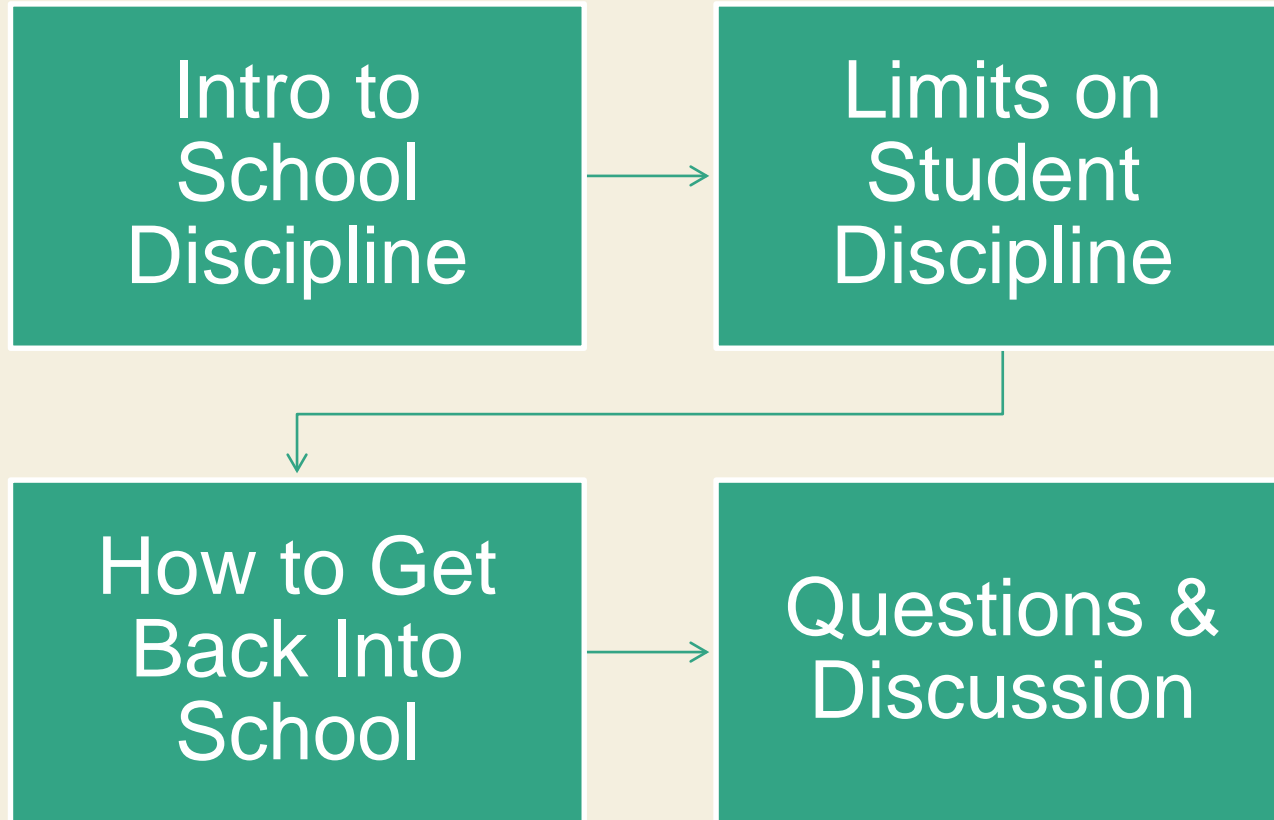 Intro to
School
Discipline
Limits on
Student
Discipline
How to Get
Back Into
School
Questions &
Discussion